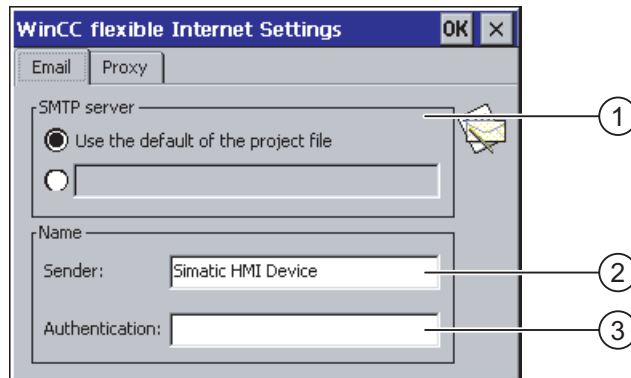 WinCC flexible Internet Settings OK ×
Email Proxy
SMTP server
1
Use the default of the project file
Name
Sender: Simatic HMI Device
2
Authentication:
3